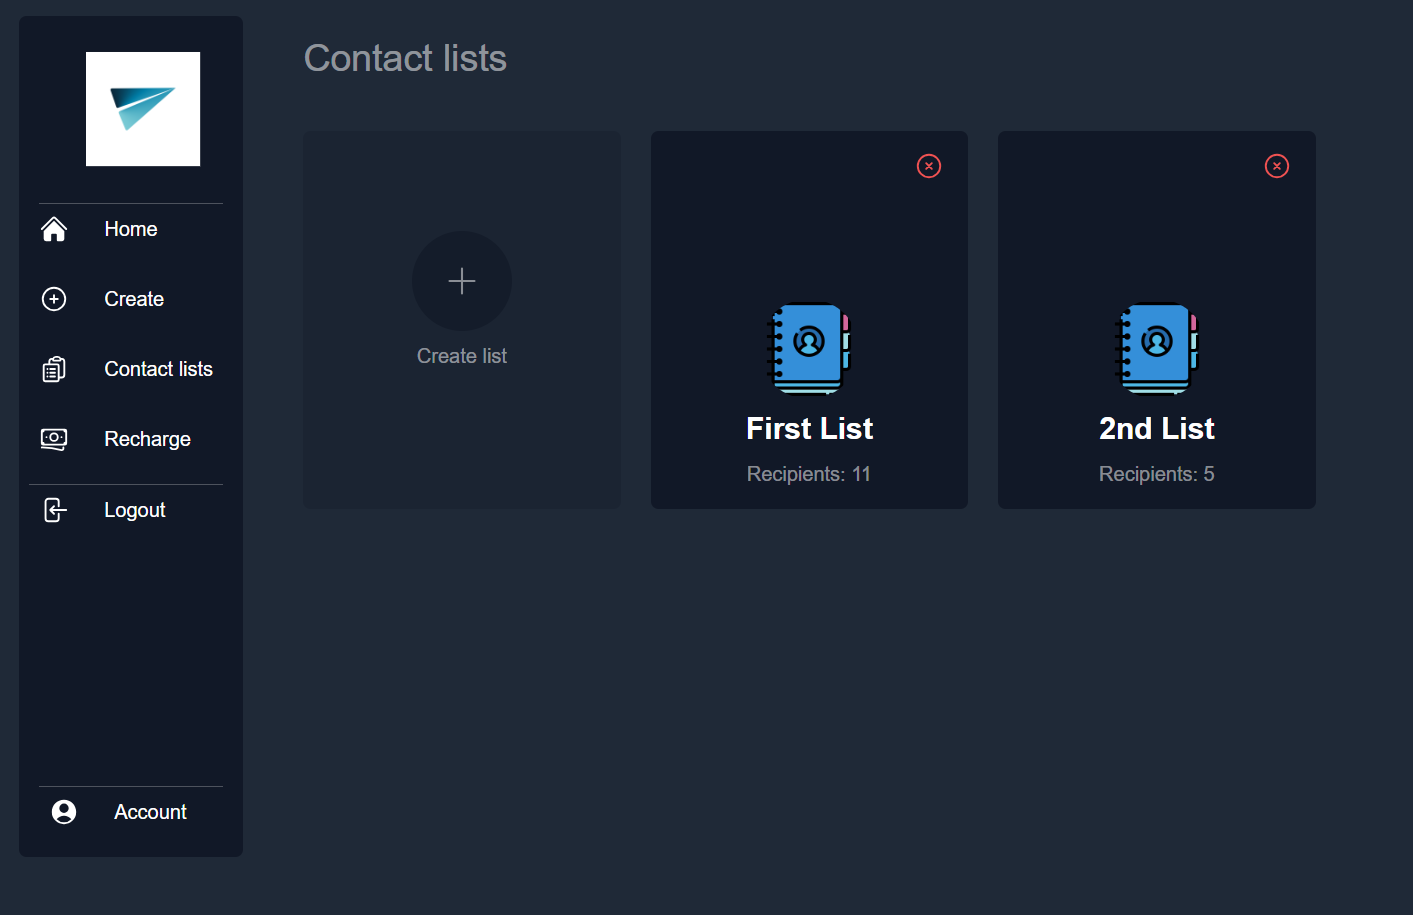 Contact lists
Home
Create
Contact lists
Recharge
Logout
Account
Create list
First List
Recipients: 11
2nd List
Recipients: 5